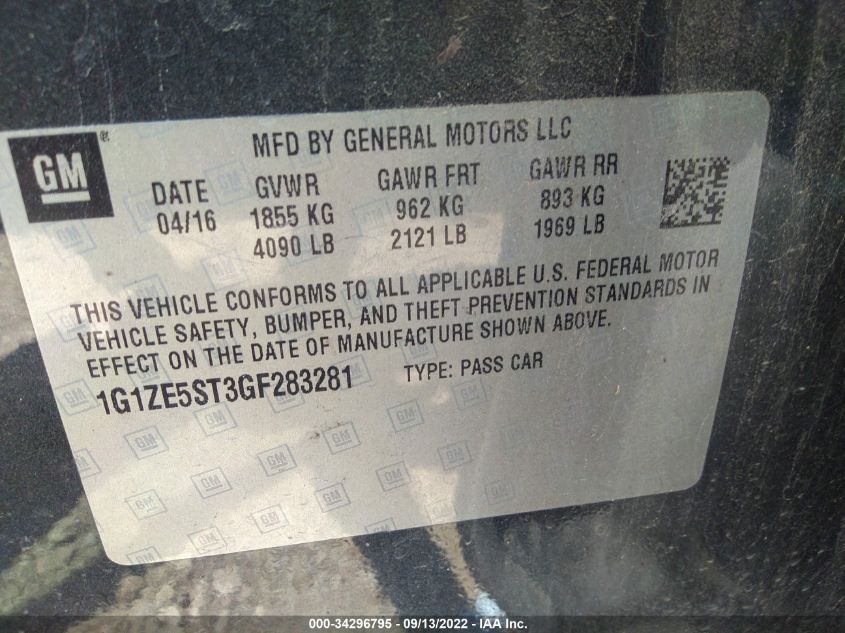 MFD BY GENERAL MOTORS LLC
GM®
DATE GVWR GAWR FRT GAWR RR
04/16 1855 KG 962 KG 893 KG
4090 LB 2121 LB 1969 LB
THIS VEHICLE CONFORMS TO ALL APPLICABLE U.S. FEDERAL MOTOR
VEHICLE SAFETY, BUMPER, AND THEFT PREVENTION STANDARDS IN
EFFECT ON THE DATE OF MANUFACTURE SHOWN ABOVE.
1G1ZE5ST3GF283281 TYPE: PASS CAR
000-34296795 - 09/13/2022 - IAA Inc.